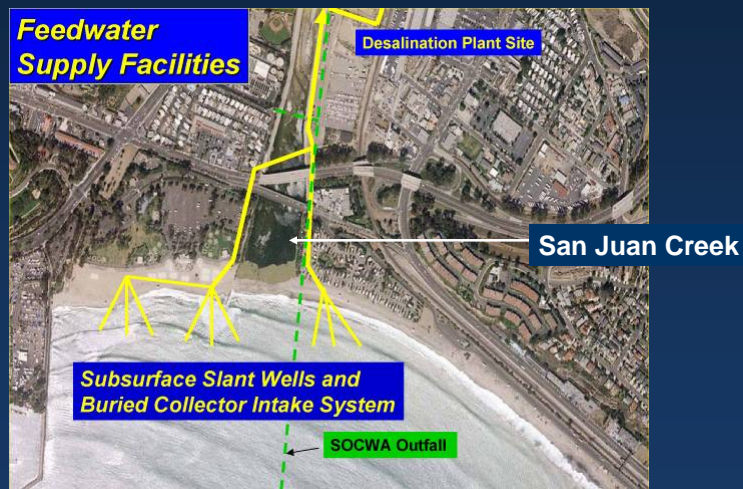 Feedwater
Supply Facilities
Desalination Plant Site
San Juan Creek
Subsurface Slant Wells and
Buried Collector Intake System
SOCWA Outfall